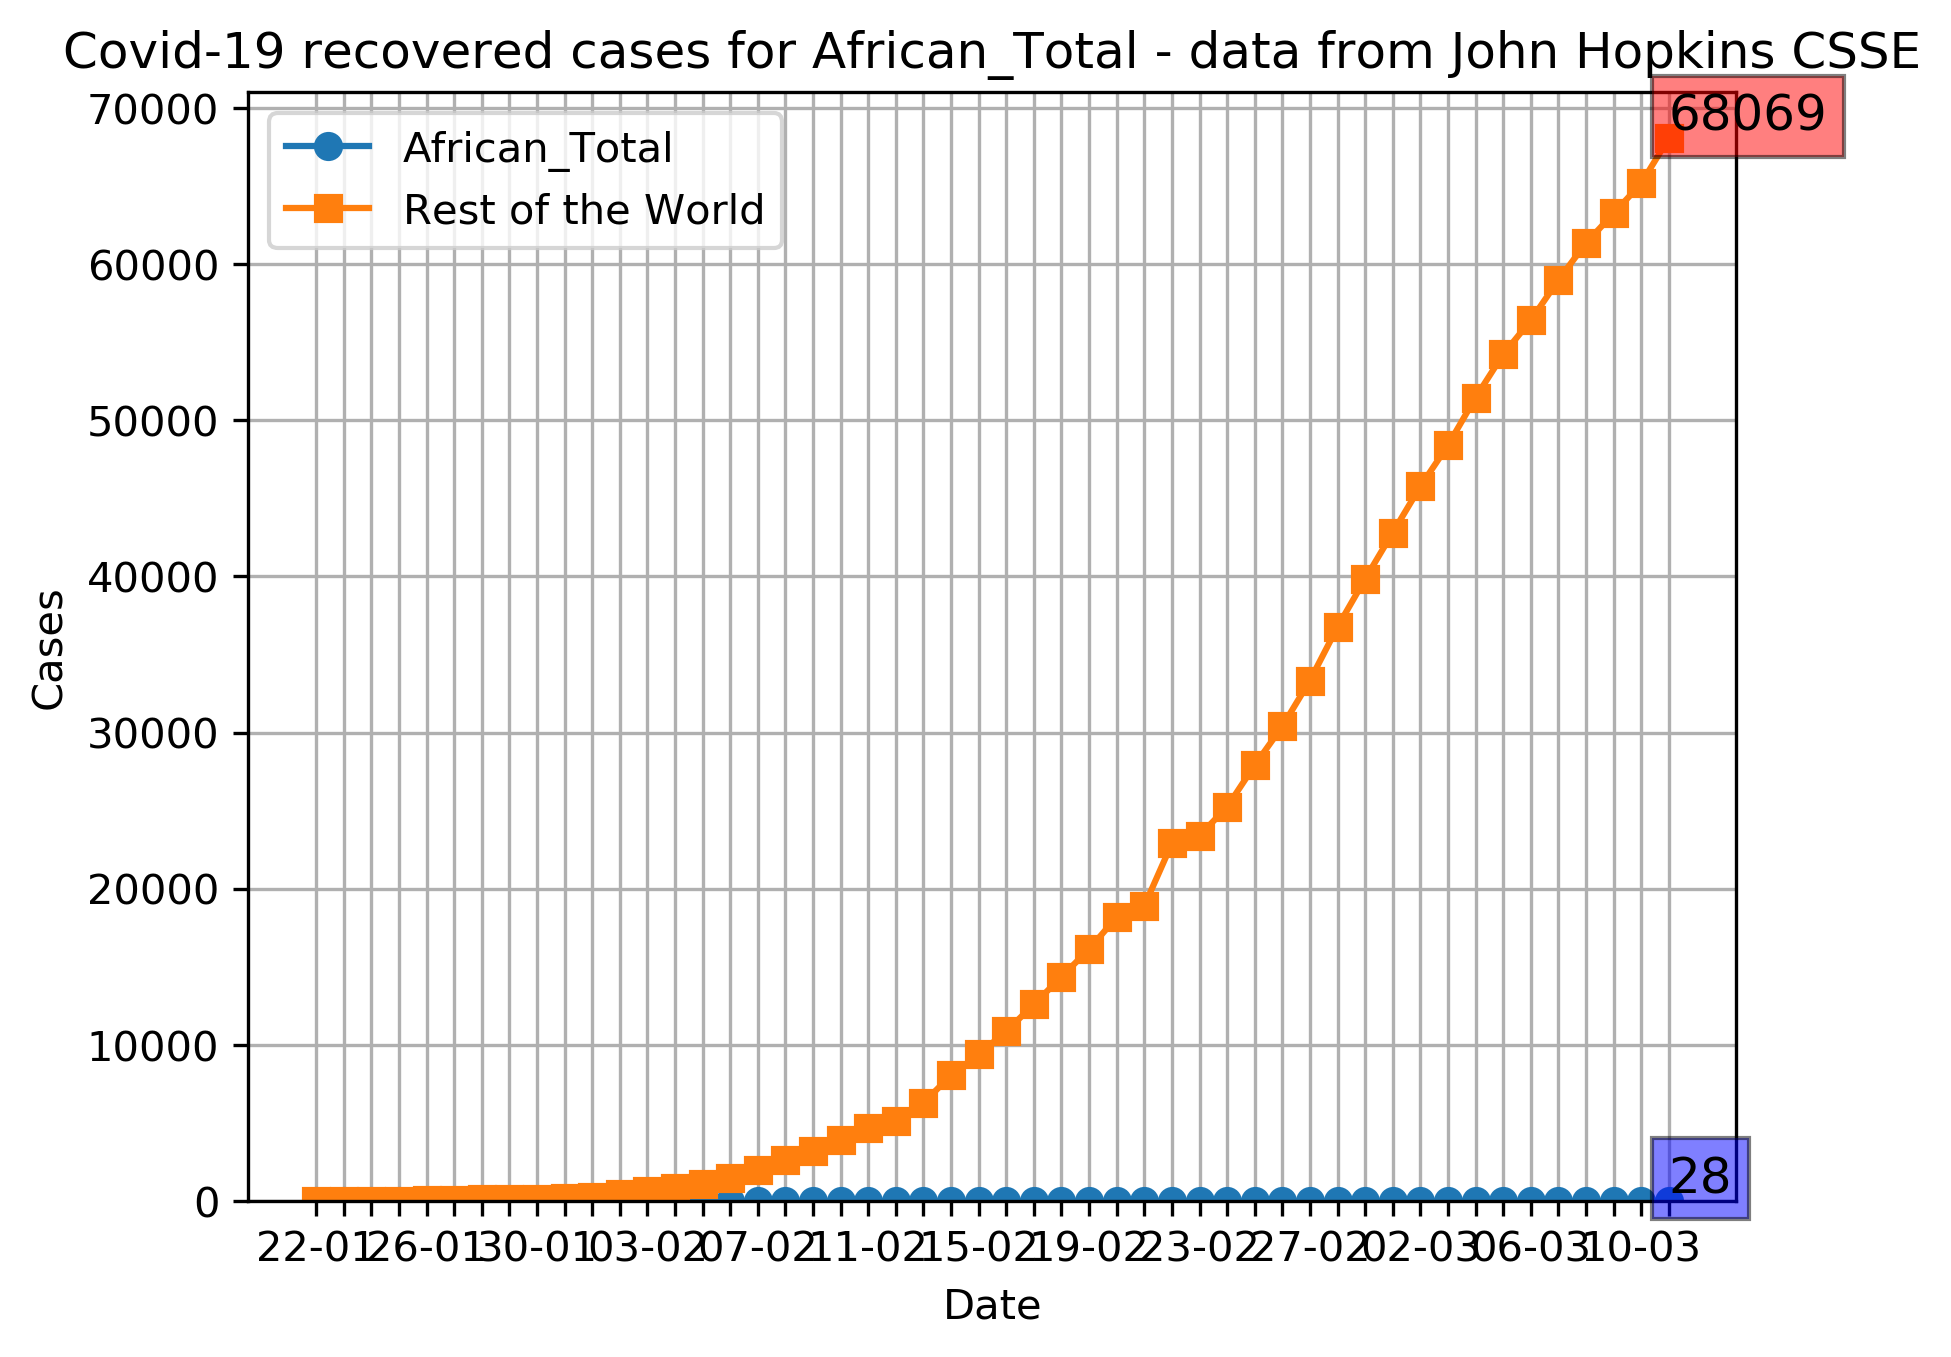 Covid-19 recovered cases for African_Total - data from John Hopkins CSSE
68069
African_Total
Rest of the World
70000
60000
50000
40000
30000
20000
10000
0
Cases
28
22-01 26-01 30-01 03-02 07-02 11-02 15-02 19-02 23-02 27-02 02-03 06-03 10-03
Date